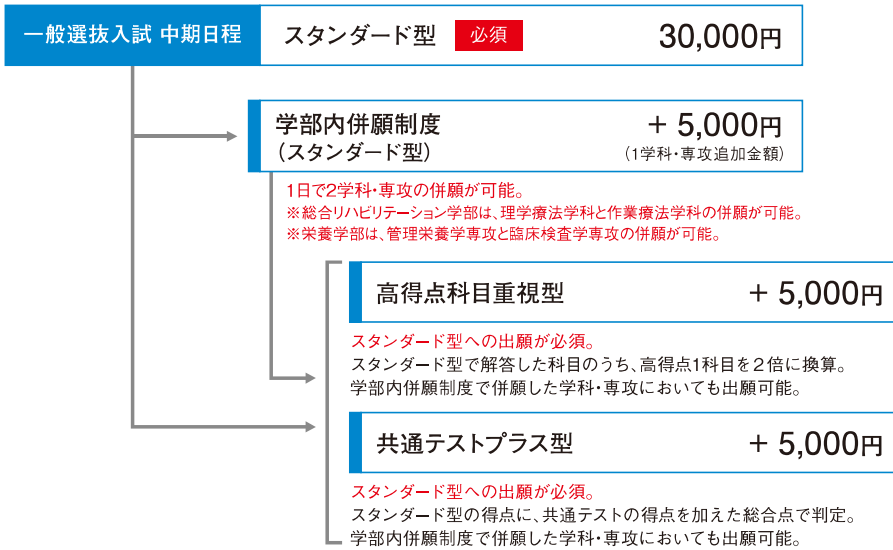 一般選抜入試 中期日程
スタンダード型 必須 30,000円
学部内併願制度 + 5,000円
（スタンダード型） （1学科・専攻追加金額）
1日で2学科・専攻の併願が可能。
※総合リハビリテーション学部は、理学療法学科と作業療法学科の併願が可能。
※栄養学部は、管理栄養学専攻と臨床検査学専攻の併願が可能。
高得点科目重視型 + 5,000円
スタンダード型への出願が必須。
スタンダード型で解答した科目のうち、高得点1科目を2倍に換算。
学部内併願制度で併願した学科・専攻においても出願可能。
共通テストプラス型 + 5,000円
スタンダード型への出願が必須。
スタンダード型の得点に、共通テストの得点を加えた総合点で判定。
学部内併願制度で併願した学科・専攻においても出願可能。